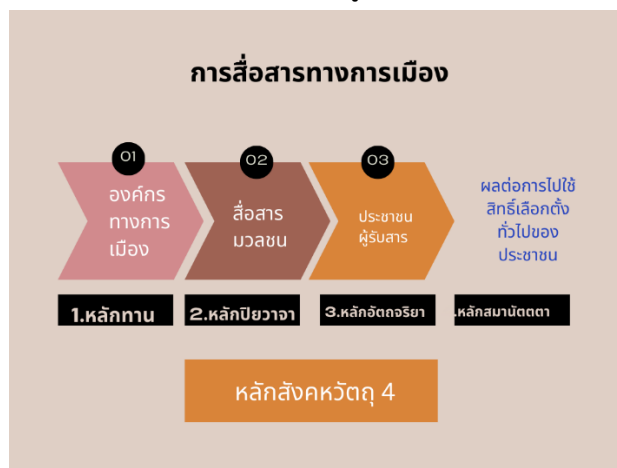 การสื่อสารทางการเมือง
01
องค์กร
ทางการ
เมือง
02
สื่อสาร
มวลชน
03
ประชาชน
ผู้รับสาร
ผลต่อการไปใช้
สิทธิ์เลือกตั้ง
ทั่วไปของ
ประชาชน
1.หลักทาน
2.หลักปิยวาจา
3.หลักอัตถจริยา
.หลักสมานัตตตา
หลักสังคหวัตถุ 4